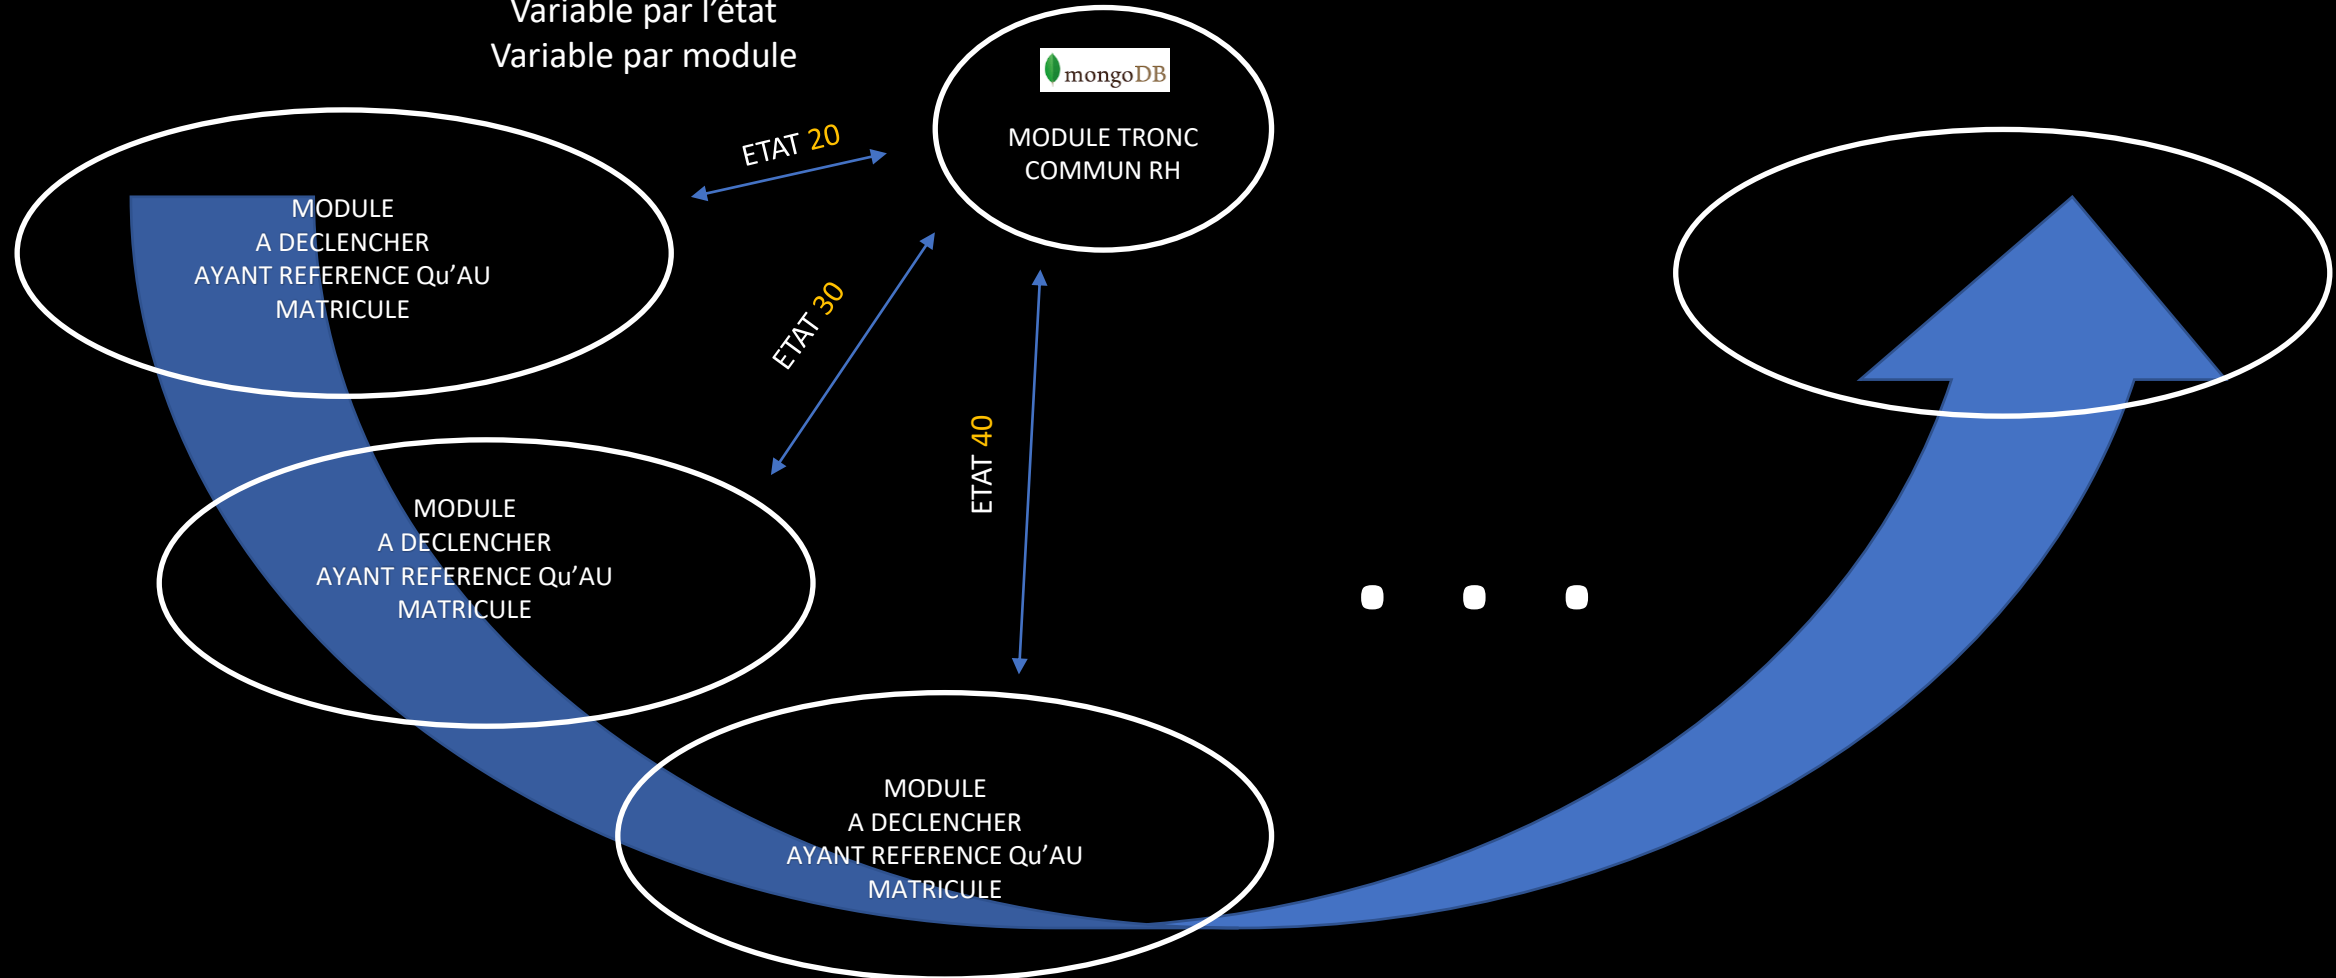 Variable par l'état
Variable par module
mongoDB
MODULE TRONC
COMMUN RH
ETAT 20
MODULE
A DECLENCHER
AYANT REFERENCE Qu'AU
MATRICULE
ETAT 30
ETAT 40
MODULE
A DECLENCHER
AYANT REFERENCE Qu'AU
MATRICULE
MODULE
A DECLENCHER
AYANT REFERENCE Qu'AU
MATRICULE
. . .